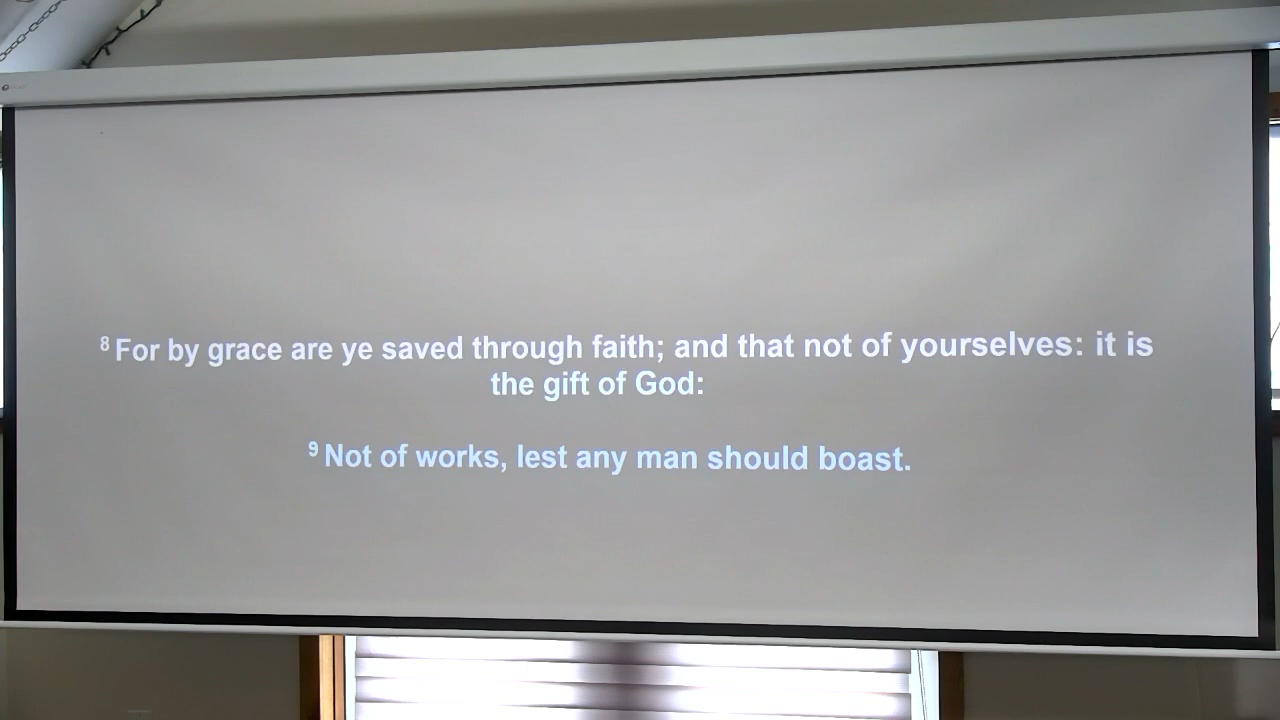 8 For by grace are ye saved through faith; and that not of yourselves: it is
the gift of God:
9 Not of works, lest any man should boast.